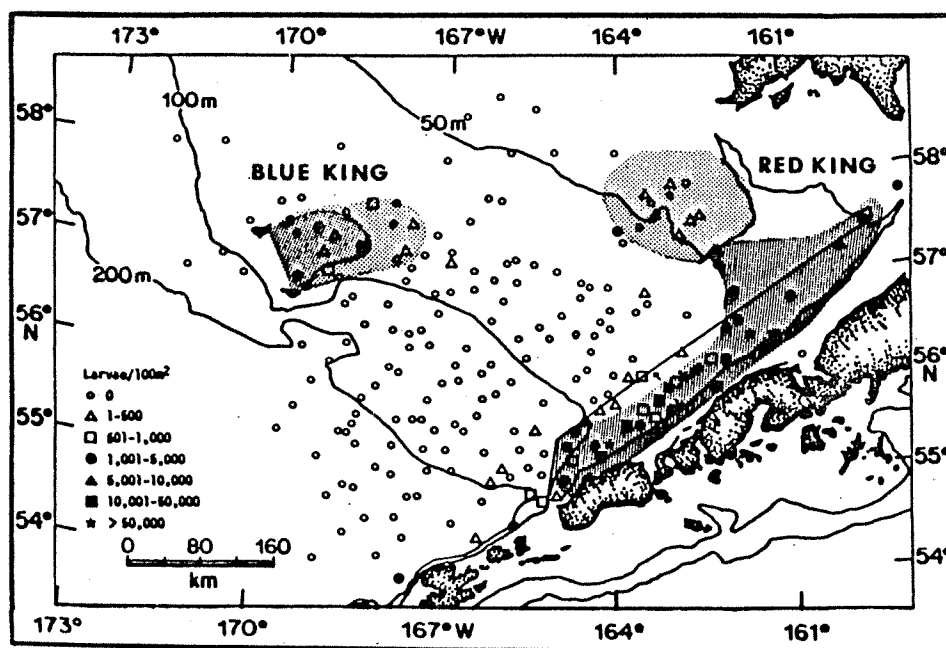 173° 170° 167°W 164° 161°
100m
58°
50m
58°
BLUE KING RED KING
57°
57°
200m
56°
N
56°
N
Larvae/100m²
0
1-500
501-1,000
1,001-5,000
5,001-10,000
10,001-50,000
>50,000
55°
55°
54°
54°
0 80 160
km
173° 170° 167°W 164° 161°